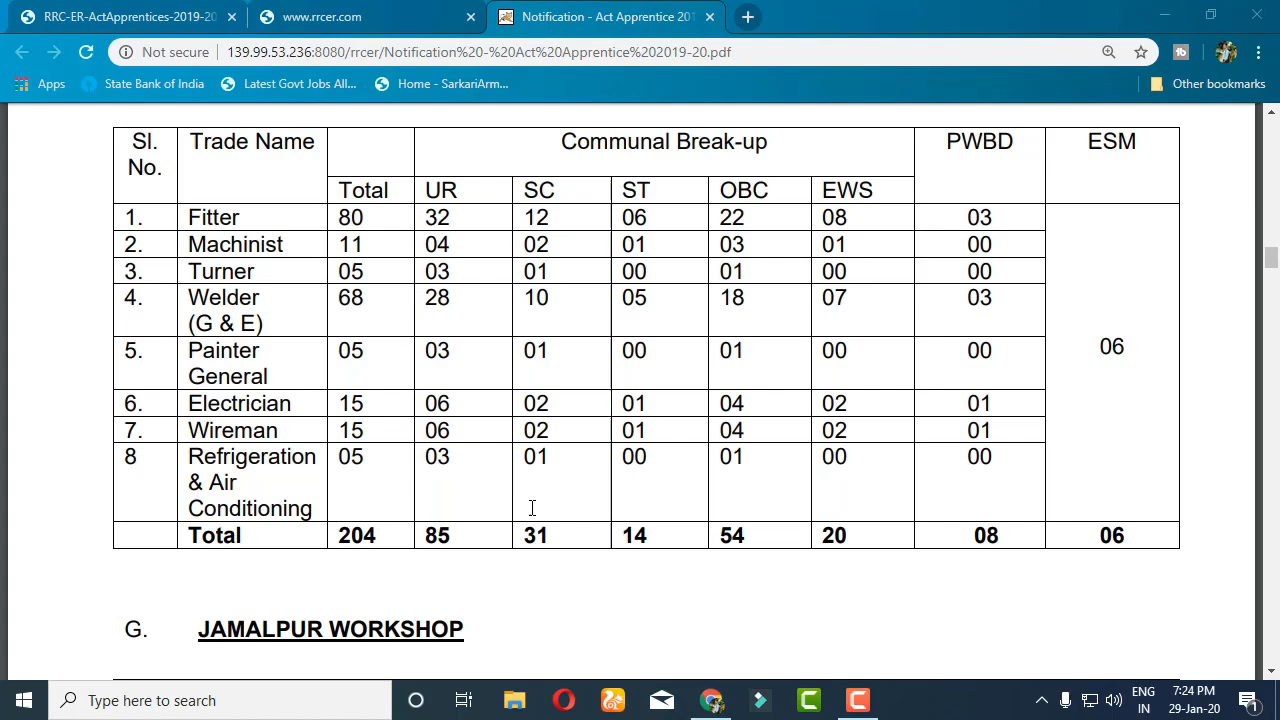 RRC-ER-ActApprentices-2019-20
www.rrcer.com
Notification - Act Apprentice 201
Not secure
139.99.53.236:8080/rrcer/Notification%20-%20Act%20Apprentice%202019-20.pdf
Apps
State Bank of India
Latest Govt Jobs All...
Home - SarkariArm...
Other bookmarks
Sl. No. Trade Name Communal Break-up PWBD ESM
Total UR SC ST OBC EWS
1. Fitter 80 32 12 06 22 08 03
2. Machinist 11 04 02 01 03 01 00
3. Turner 05 03 01 00 01 00 00
4. Welder 68 28 10 05 18 07 03
(G & E)
06
5. Painter 05 03 01 00 01 00 00
General
6. Electrician 15 06 02 01 04 02 01
7. Wireman 15 06 02 01 04 02 01
8 Refrigeration 05 03 01 00 01 00 00
& Air
Conditioning
Total 204 85 31 14 54 20 08 06
G. JAMALPUR WORKSHOP
Type here to search
ENG
IN
7:24 PM
29-Jan-20
1